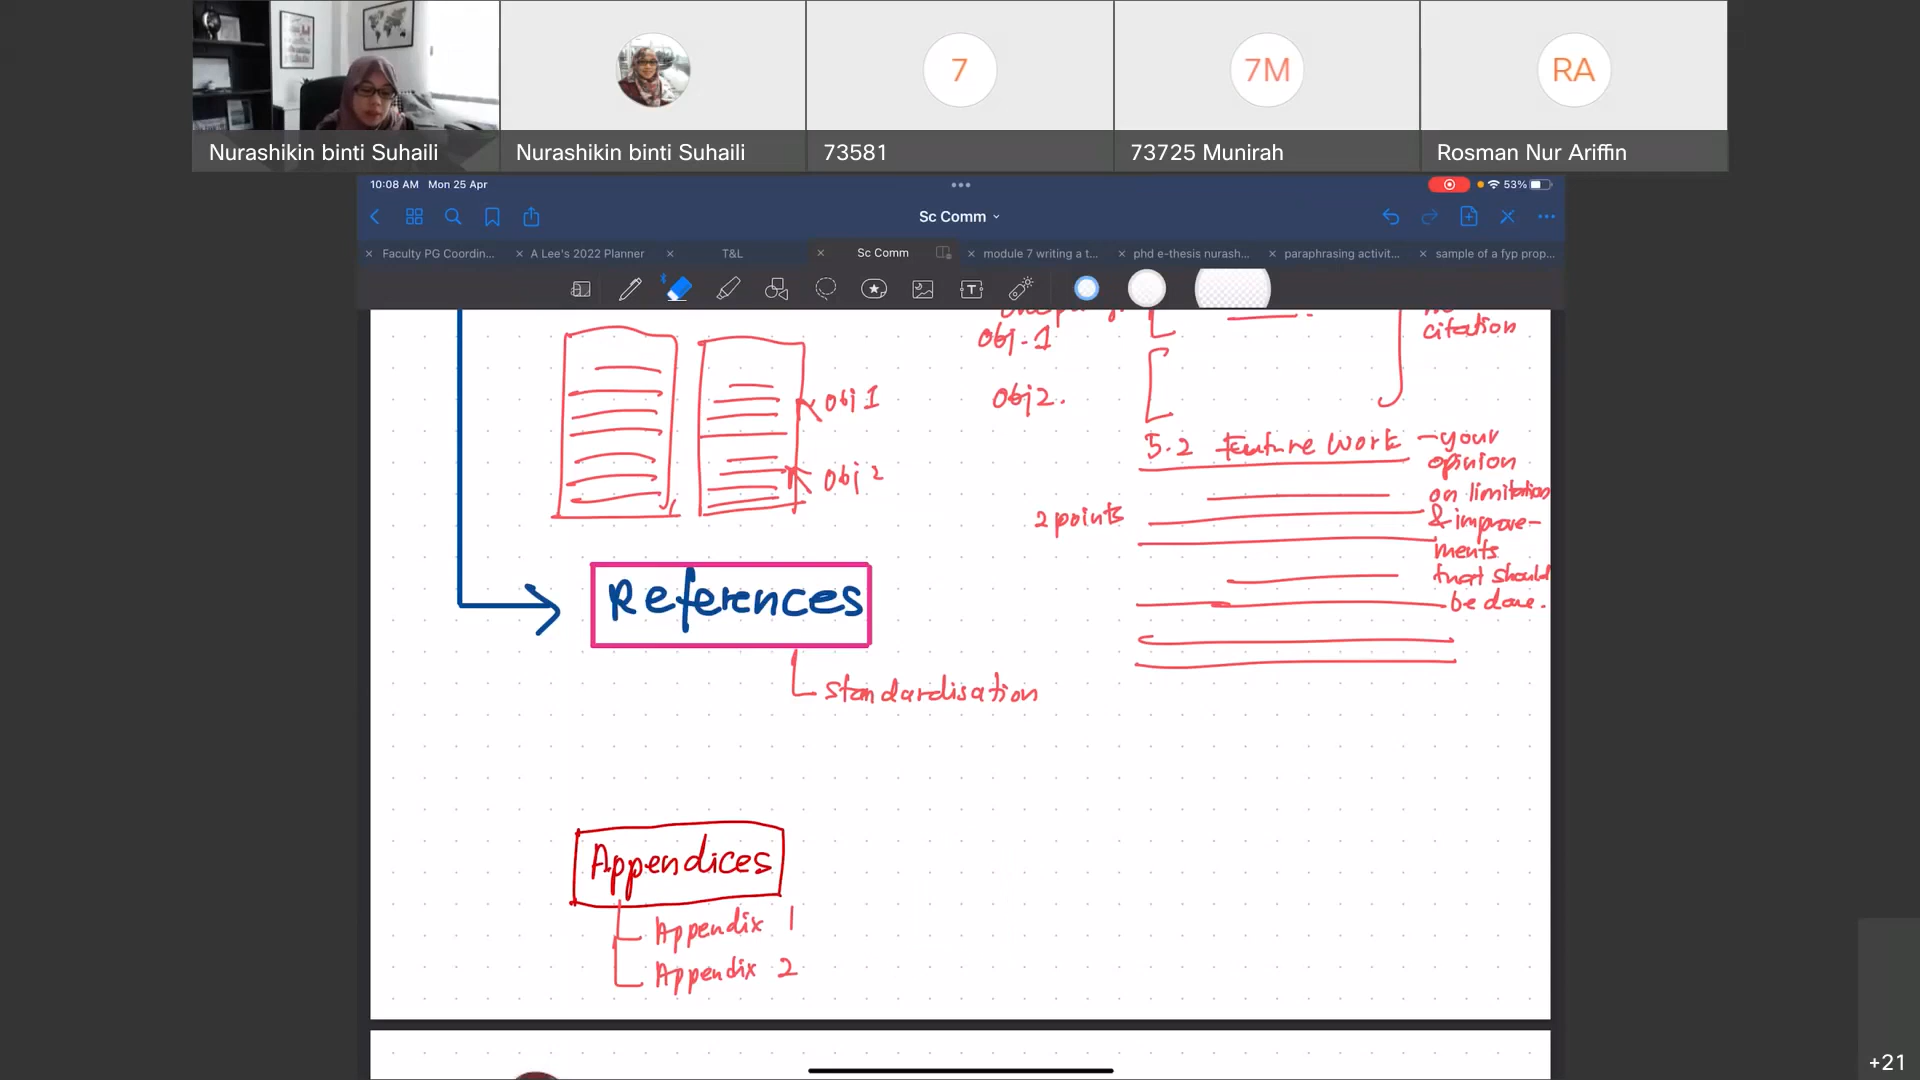 Nurashikin binti Suhaili
Nurashikin binti Suhaili
7
73581
7M
73725 Munirah
RA
Rosman Nur Ariffin
10:08 AM Mon 25 Apr
53%
Sc Comm
Faculty PG Coordin...
A Lee's 2022 Planner
T&L
Sc Comm
module 7 writing a t...
phd e-thesis nurash...
paraphrasing activit...
sample of a fyp prop...
obj.1
citation
obj 1
obj2.
5.2 Feuture Work
- your
opinion
on limitation
& improve-
ments
that should
be done.
obj 2
2 points
References
standardisation
Appendices
Appendix 1
Appendix 2
+21